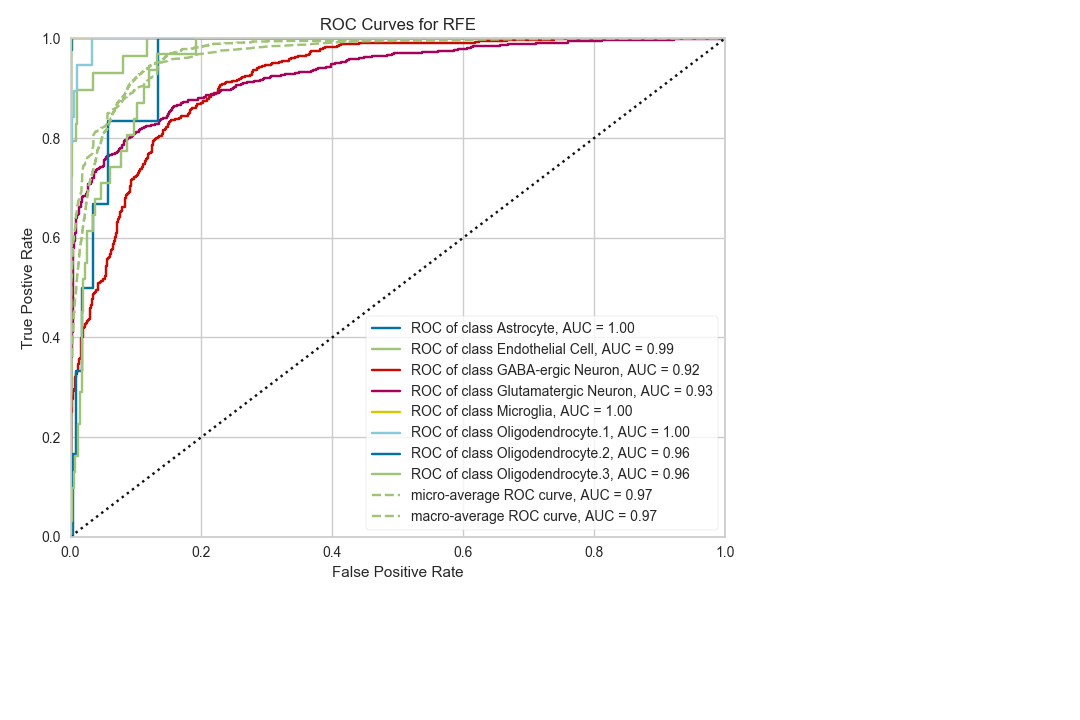 ROC Curves for RFE
1.0
0.8
0.6
0.4
0.2
0.0
True Postive Rate
ROC of class Astrocyte, AUC = 1.00
ROC of class Endothelial Cell, AUC = 0.99
ROC of class GABA-ergic Neuron, AUC = 0.92
ROC of class Glutamatergic Neuron, AUC = 0.93
ROC of class Microglia, AUC = 1.00
ROC of class Oligodendrocyte.1, AUC = 1.00
ROC of class Oligodendrocyte.2, AUC = 0.96
ROC of class Oligodendrocyte.3, AUC = 0.96
micro-average ROC curve, AUC = 0.97
macro-average ROC curve, AUC = 0.97
0.0 0.2 0.4 0.6 0.8 1.0
False Positive Rate